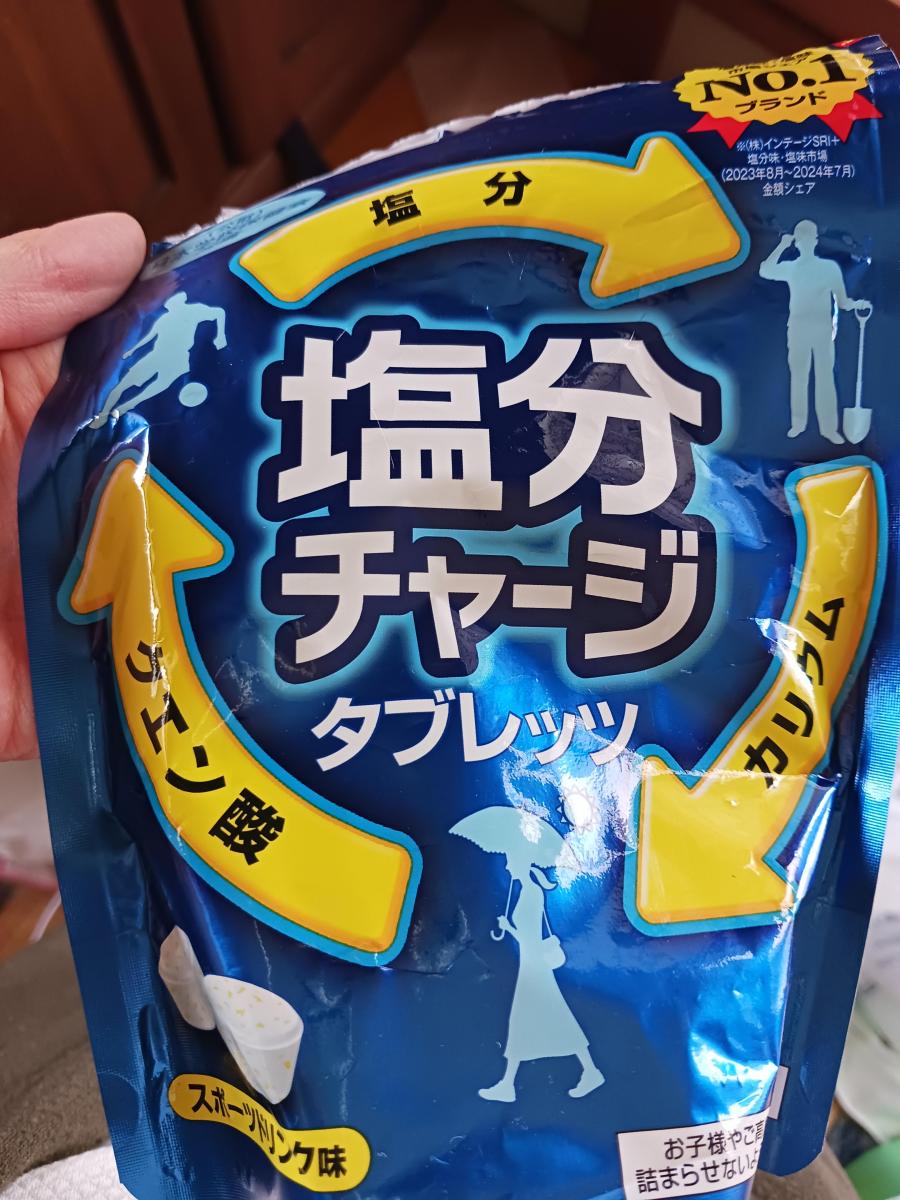 No.1
ブランド
※(株)インテージSRI+
塩分味・塩味市場
(2023年8月~2024年7月)
金額シェア
塩分
塩分
チャージ
タブレッツ
カリウム
クエン酸
スポーツドリンク味
お子様やご高
詰まらせないよ